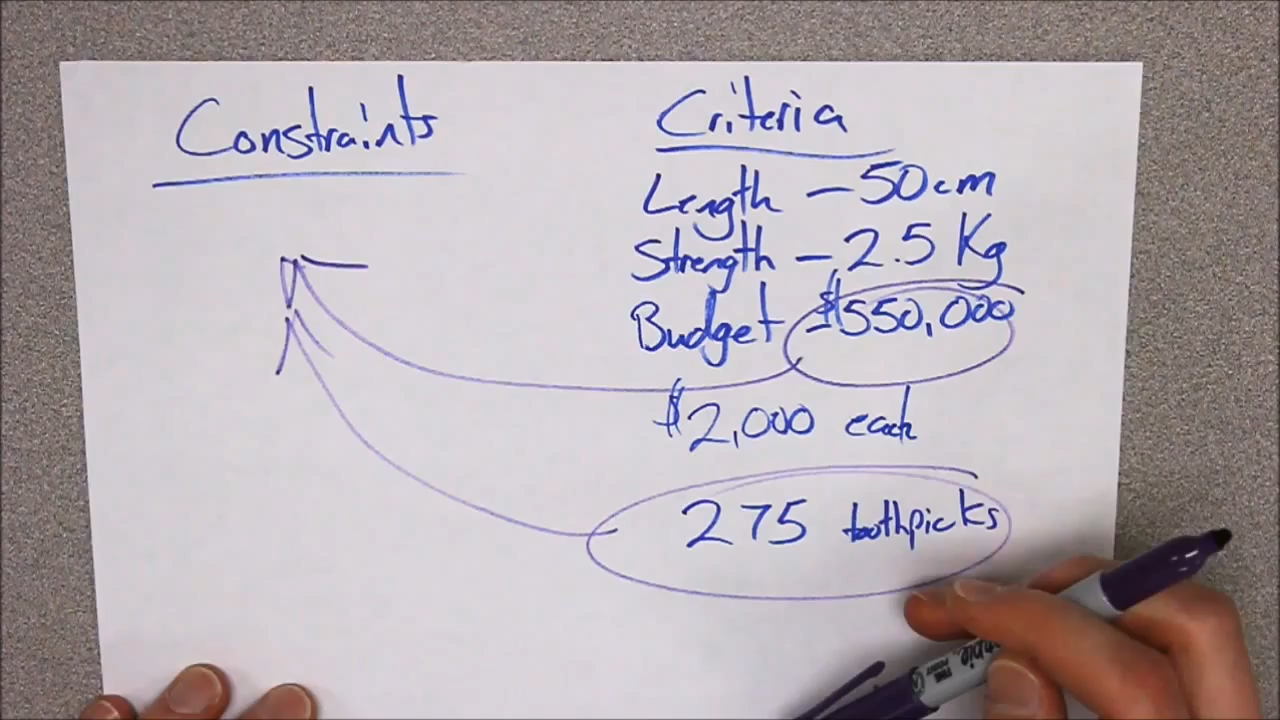 Constraints
Criteria
Length - 50cm
Strength - 2.5 Kg
Budget $550,000
$2,000 each
275 toothpicks